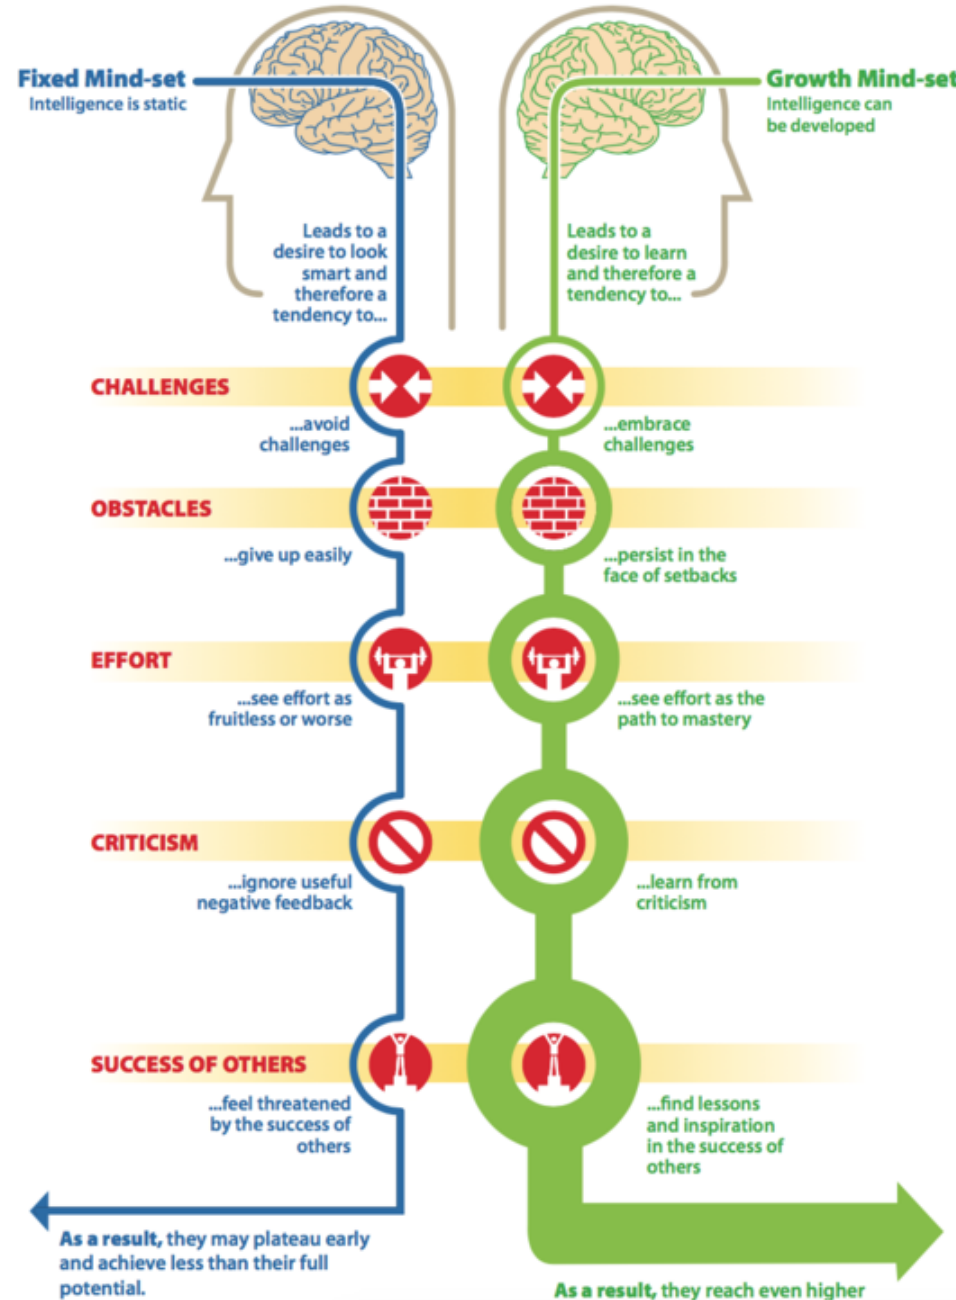 Fixed Mind-set
Intelligence is static
Growth Mind-set
Intelligence can
be developed
Leads to a
desire to look
smart and
therefore a
tendency to...
Leads to a
desire to learn
and therefore a
tendency to...
CHALLENGES
...avoid
challenges
...embrace
challenges
OBSTACLES
...give up easily
...persist in the
face of setbacks
EFFORT
...see effort as
fruitless or worse
...see effort as the
path to mastery
CRITICISM
...ignore useful
negative feedback
...learn from
criticism
SUCCESS OF OTHERS
...feel threatened
by the success of
others
...find lessons
and inspiration
in the success of
others
As a result, they may plateau early
and achieve less than their full
potential.
As a result, they reach even higher